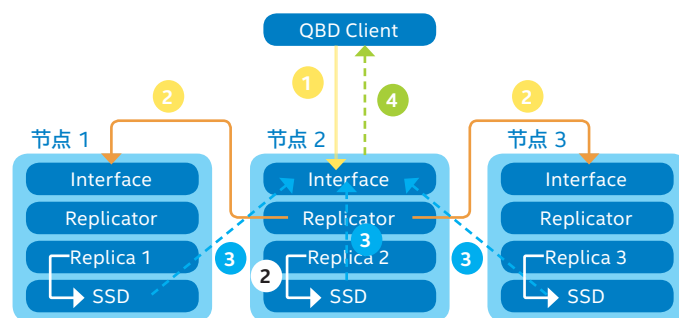 QBD Client
1
4
2
2
节点 1
节点 2
节点 3
Interface
Interface
Interface
Replicator
Replicator
Replicator
3
3
3
Replica 1
2
Replica 2
Replica 3
SSD
SSD
SSD